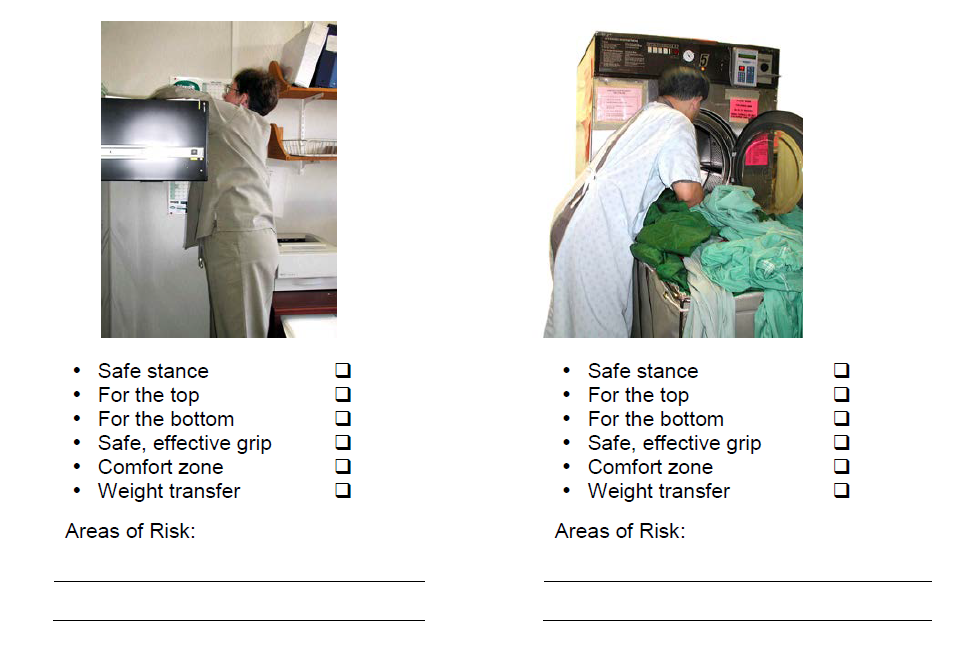 5
• Safe stance ❑
• For the top ❑
• For the bottom ❑
• Safe, effective grip ❑
• Comfort zone ❑
• Weight transfer ❑
Areas of Risk:
• Safe stance ❑
• For the top ❑
• For the bottom ❑
• Safe, effective grip ❑
• Comfort zone ❑
• Weight transfer ❑
Areas of Risk: